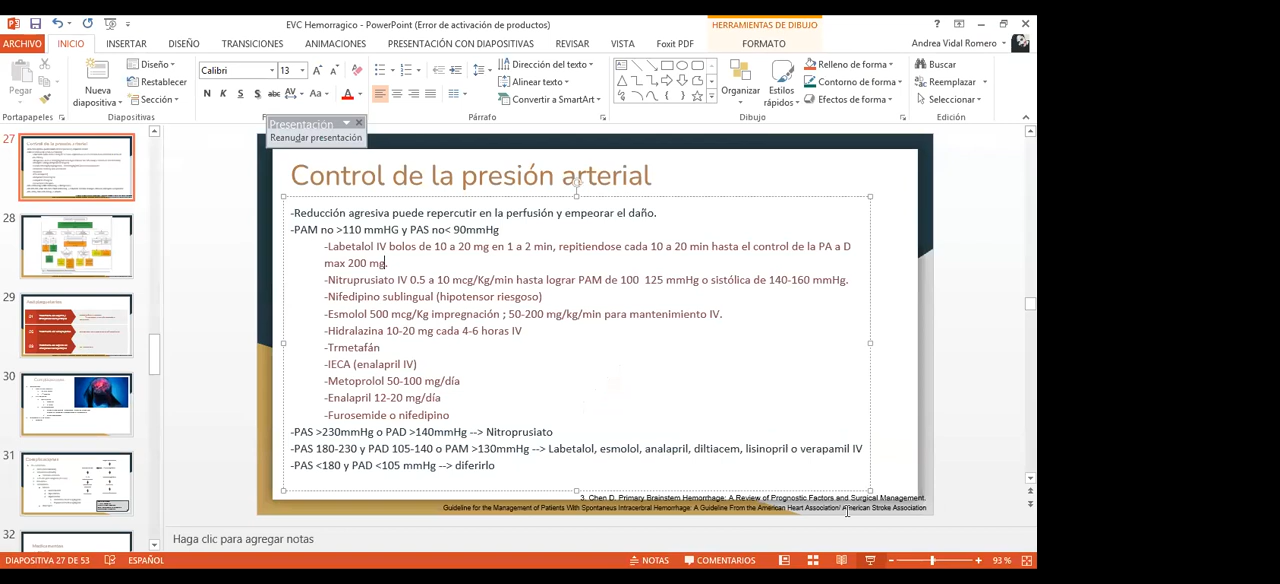 EVC Hemorragico - PowerPoint (Error de activación de productos)
HERRAMIENTAS DE DIBUJO
ARCHIVO INICIO INSERTAR DISEÑO TRANSICIONES ANIMACIONES PRESENTACIÓN CON DIAPOSITIVAS REVISAR VISTA Foxit PDF FORMATO
Andrea Vidal Romero
Pegar
Nueva diapositiva
Diseño
Restablecer
Sección
Calibri 13
N K S S abc AV Aa A
Dirección del texto
Alinear texto
Convertir a SmartArt
Organizar
Estilos rápidos
Relleno de forma
Contorno de forma
Efectos de forma
Buscar
Reemplazar
Seleccionar
Portapapeles Diapositivas F Párrafo Dibujo Edición
Presentación
Reanudar presentación
27
28
29
30
31
32
Control de la presión arterial
-Reducción agresiva puede repercutir en la perfusión y empeorar el daño.
-PAM no >110 mmHG y PAS no< 90mmHg
-Labetalol IV bolos de 10 a 20 mg en 1 a 2 min, repitiendose cada 10 a 20 min hasta el control de la PA a D
max 200 mg.
-Nitruprusiato IV 0.5 a 10 mcg/Kg/min hasta lograr PAM de 100 125 mmHg o sistólica de 140-160 mmHg.
-Nifedipino sublingual (hipotensor riesgoso)
-Esmolol 500 mcg/Kg impregnación ; 50-200 mg/kg/min para mantenimiento IV.
-Hidralazina 10-20 mg cada 4-6 horas IV
-Trmetafán
-IECA (enalapril IV)
-Metoprolol 50-100 mg/día
-Enalapril 12-20 mg/día
-Furosemide o nifedipino
-PAS >230mmHg o PAD >140mmHg --> Nitroprusiato
-PAS 180-230 y PAD 105-140 o PAM >130mmHg --> Labetalol, esmolol, analapril, diltiacem, lisinopril o verapamil IV
-PAS <180 y PAD <105 mmHg --> diferirlo
3. Chen D. Primary Brainstem Hemorrhage: A Review of Prognostic Factors and Surgical Management.
Guideline for the Management of Patients With Spontaneus Intracerbral Hemorrhage: A Guideline From the American Heart Association/ American Stroke Association
Haga clic para agregar notas
DIAPOSITIVA 27 DE 53 ESPAÑOL NOTAS COMENTARIOS 93 %